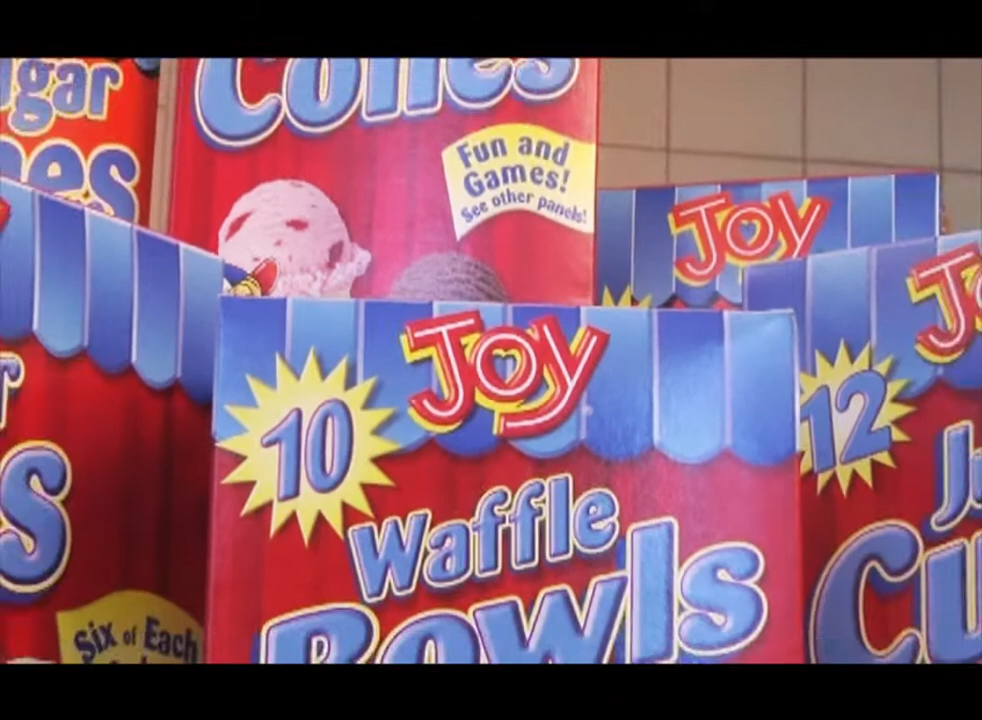 gar
es
Cones
Fun and
Games!
See other panels!
Joy
Joy
10
Waffle
Bowls
12
Cu
s
Six of Each